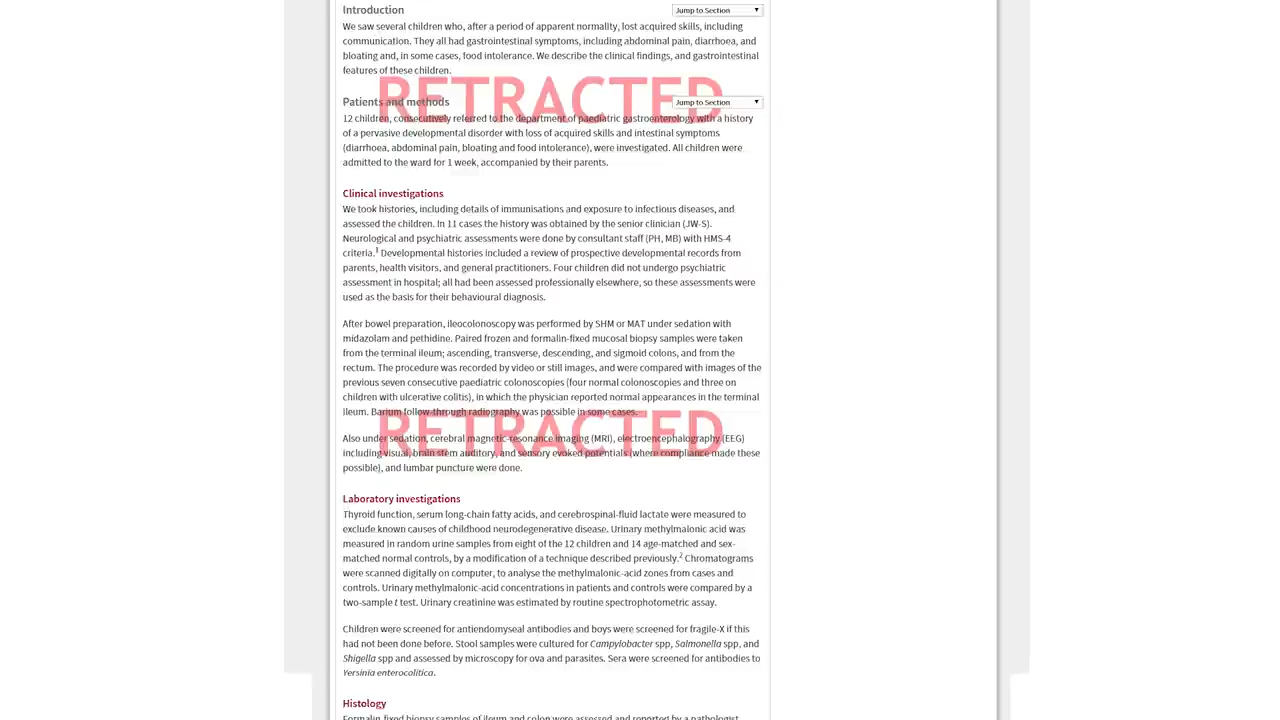 Introduction
Jump to Section
We saw several children who, after a period of apparent normality, lost acquired skills, including
communication. They all had gastrointestinal symptoms, including abdominal pain, diarrhoea, and
bloating and, in some cases, food intolerance. We describe the clinical findings, and gastrointestinal
features of these children.
RETRACTED
Patients and methods
Jump to Section
12 children, consecutively referred to the department of paediatric gastroenterology with a history
of a pervasive developmental disorder with loss of acquired skills and intestinal symptoms
(diarrhoea, abdominal pain, bloating and food intolerance), were investigated. All children were
admitted to the ward for 1 week, accompanied by their parents.
Clinical investigations
We took histories, including details of immunisations and exposure to infectious diseases, and
assessed the children. In 11 cases the history was obtained by the senior clinician (JW-S).
Neurological and psychiatric assessments were done by consultant staff (PH, MB) with HMS-4
criteria.1 Developmental histories included a review of prospective developmental records from
parents, health visitors, and general practitioners. Four children did not undergo psychiatric
assessment in hospital; all had been assessed professionally elsewhere, so these assessments were
used as the basis for their behavioural diagnosis.
After bowel preparation, ileocolonoscopy was performed by SHM or MAT under sedation with
midazolam and pethidine. Paired frozen and formalin-fixed mucosal biopsy samples were taken
from the terminal ileum; ascending, transverse, descending, and sigmoid colons, and from the
rectum. The procedure was recorded by video or still images, and were compared with images of the
previous seven consecutive paediatric colonoscopies (four normal colonoscopies and three on
children with ulcerative colitis), in which the physician reported normal appearances in the terminal
ileum. Barium follow-through radiography was possible in some cases.
RETRACTED
Also under sedation, cerebral magnetic-resonance imaging (MRI), electroencephalography (EEG)
including visual, brain stem auditory, and sensory evoked potentials (where compliance made these
possible), and lumbar puncture were done.
Laboratory investigations
Thyroid function, serum long-chain fatty acids, and cerebrospinal-fluid lactate were measured to
exclude known causes of childhood neurodegenerative disease. Urinary methylmalonic acid was
measured in random urine samples from eight of the 12 children and 14 age-matched and sex-
matched normal controls, by a modification of a technique described previously.2 Chromatograms
were scanned digitally on computer, to analyse the methylmalonic-acid zones from cases and
controls. Urinary methylmalonic-acid concentrations in patients and controls were compared by a
two-sample t test. Urinary creatinine was estimated by routine spectrophotometric assay.
Children were screened for antiendomyseal antibodies and boys were screened for fragile-X if this
had not been done before. Stool samples were cultured for Campylobacter spp, Salmonella spp, and
Shigella spp and assessed by microscopy for ova and parasites. Sera were screened for antibodies to
Yersinia enterocolitica.
Histology
Formalin-fixed biopsy samples of ileum and colon were assessed and reported by a pathologist